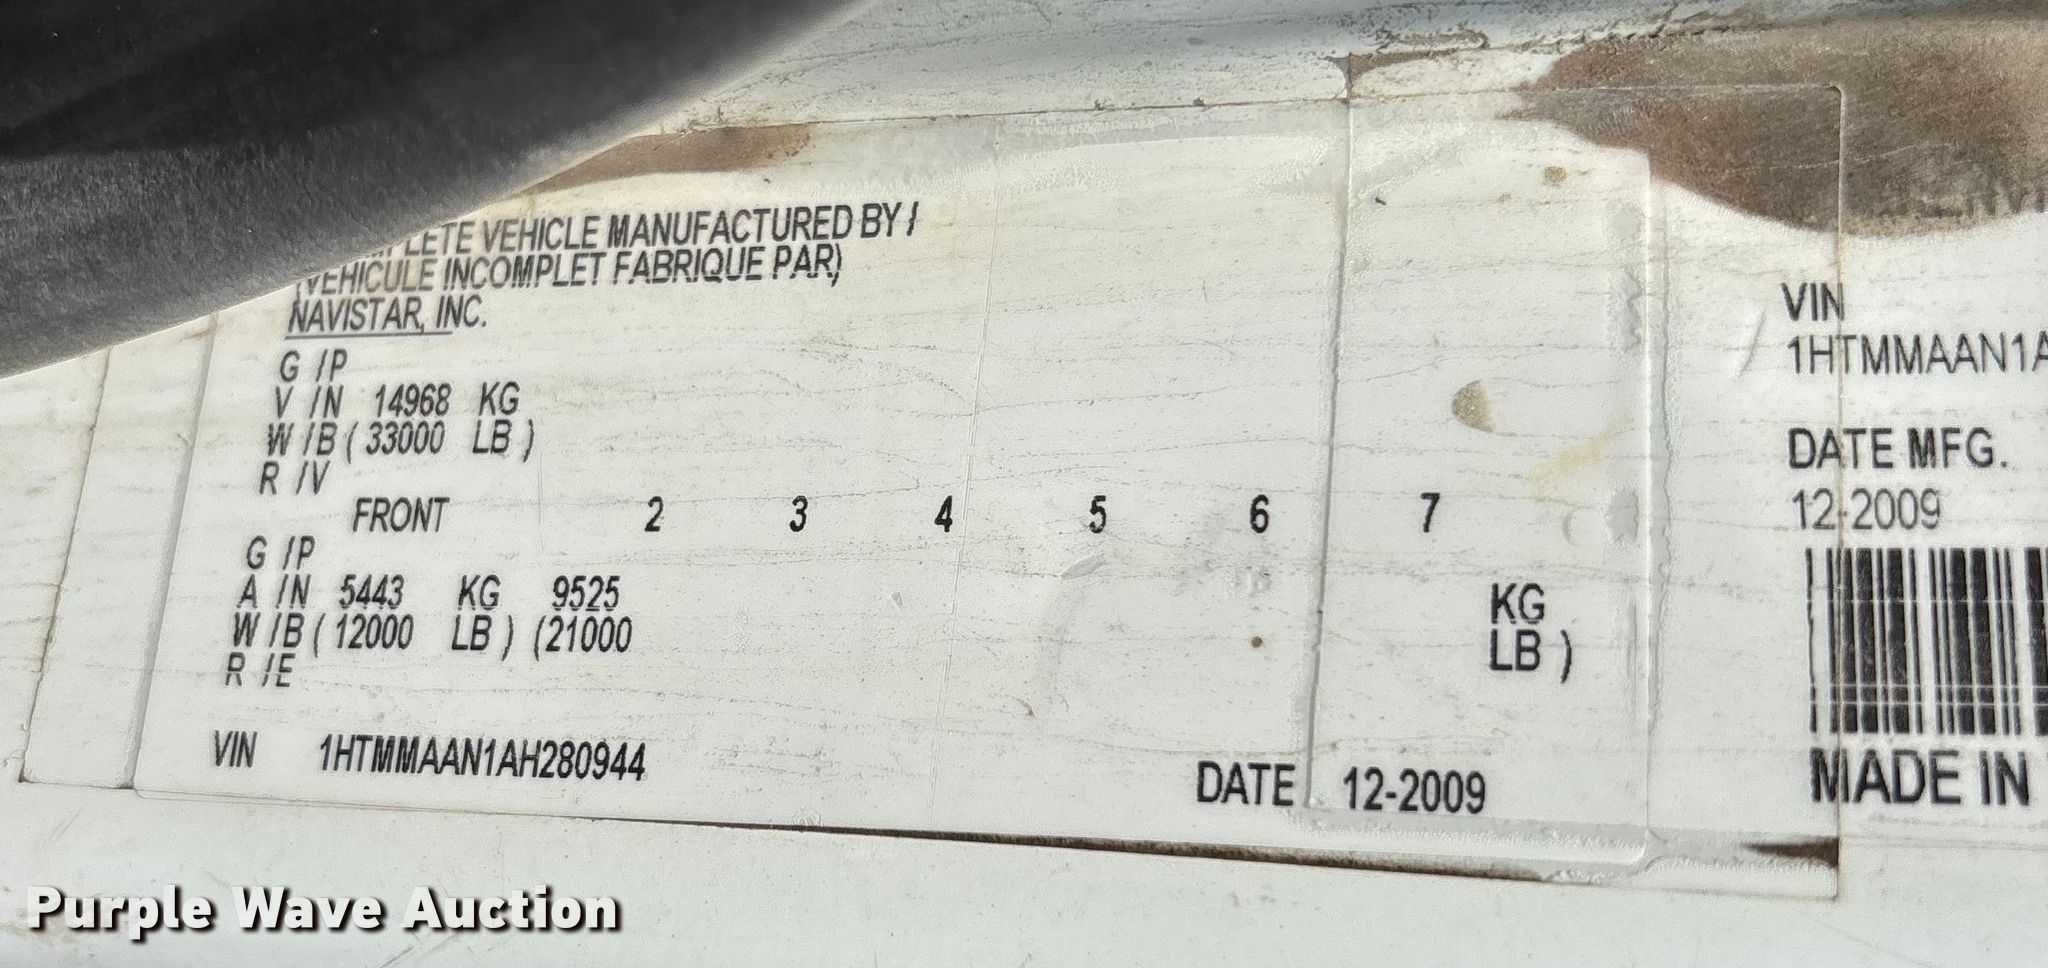 VEHICLE MANUFACTURED BY /
(VEHICULE INCOMPLET FABRIQUE PAR)
NAVISTAR, INC.
G /P
V /N 14968 KG
W /B ( 33000 LB )
R /V
FRONT 2 3 4 5 6 7
G /P
A /N 5443 KG 9525 KG
W /B ( 12000 LB ) (21000 LB )
R /E
VIN 1HTMMAAN1AH280944
DATE 12-2009
VIN
1HTMMAAN1A
DATE MFG.
12-2009
MADE IN
Purple Wave Auction